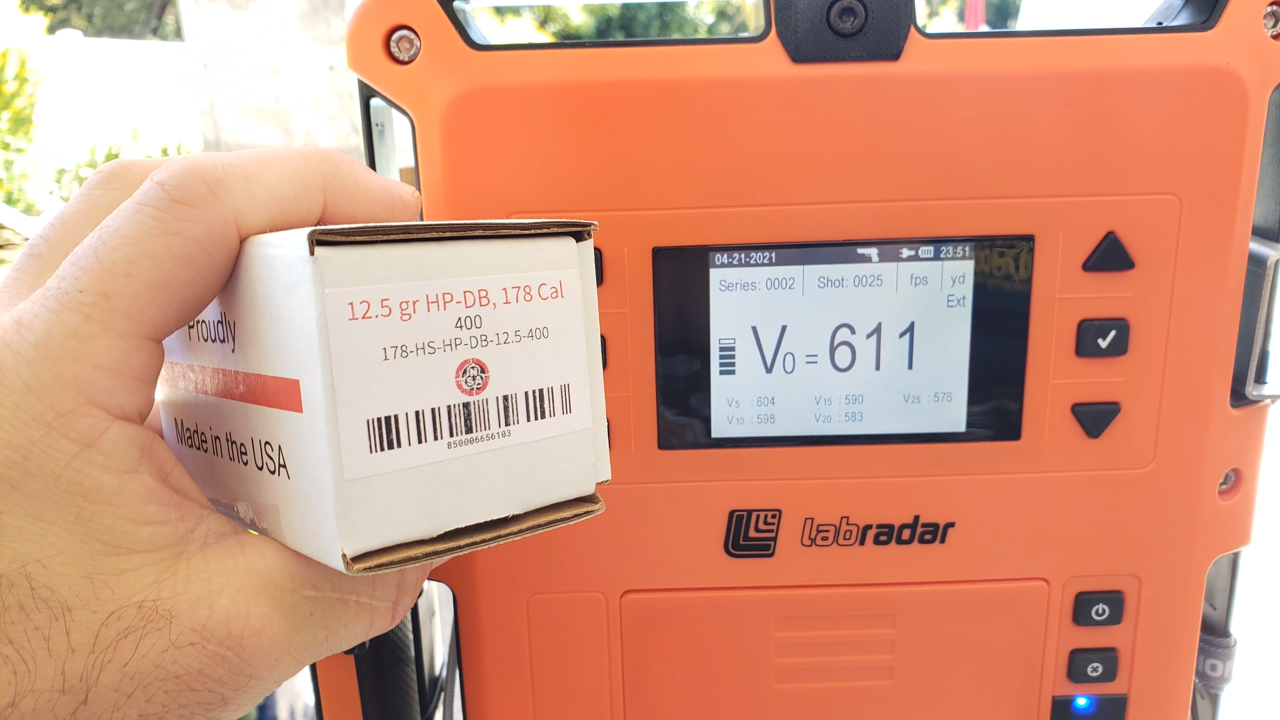 Proudly
Made in the USA
12.5 gr HP-DB, 178 Cal
400
178-HS-HP-DB-12.5-400
MSA
850006656103
04-21-2021 23:51
Series: 0002 Shot: 0025 fps yd
Ext
V0 = 611
V5 : 604 V15 : 590 V25 : 576
V10 : 598 V20 : 583
labradar